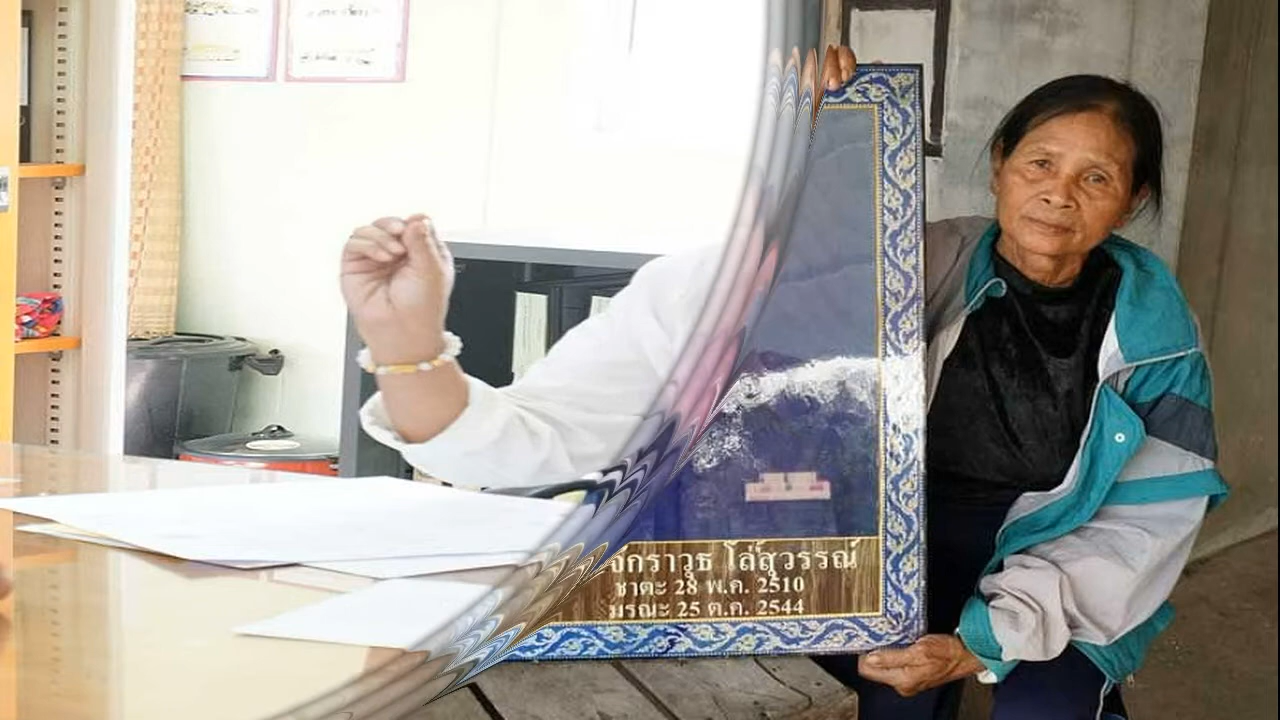 จักราวุธ โล่ส์สุวรรณ์
ชาตะ 28 พ.ค. 2510
มรณะ 25 ต.ค. 2544